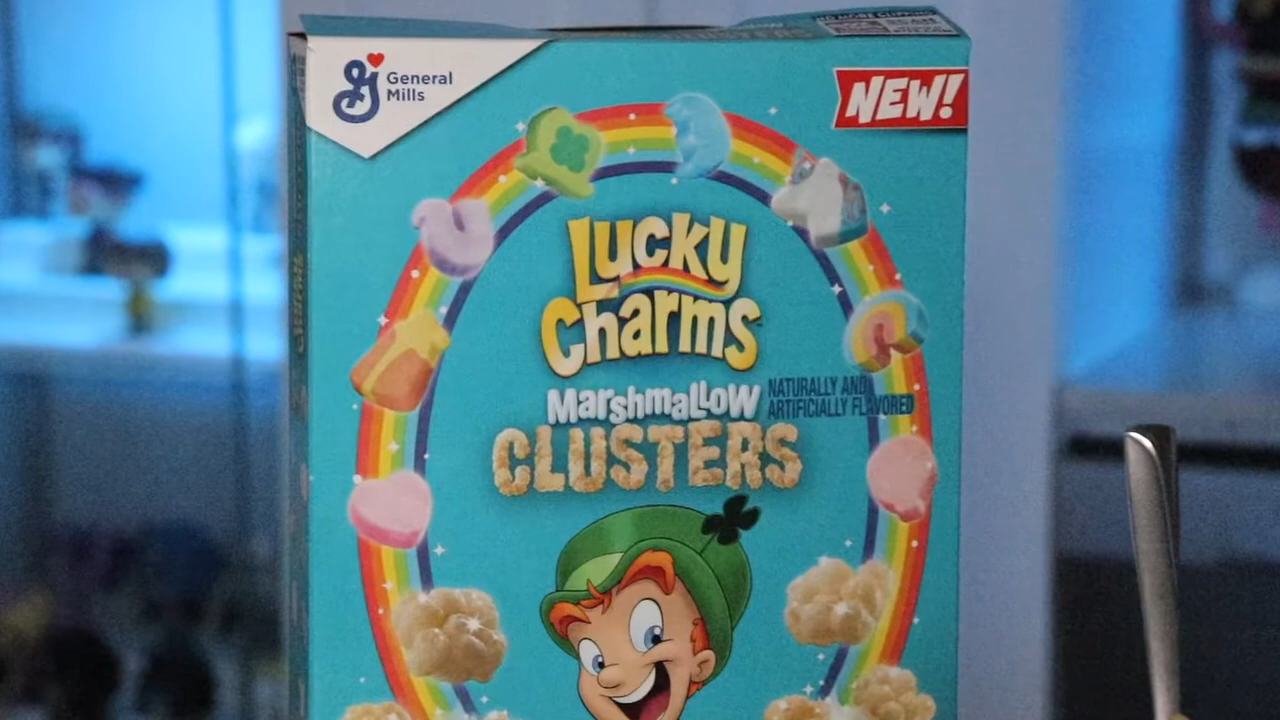 General
Mills
NEW!
Lucky
Charms
Marshmallow
NATURALLY AND
ARTIFICIALLY FLAVORED
CLUSTERS